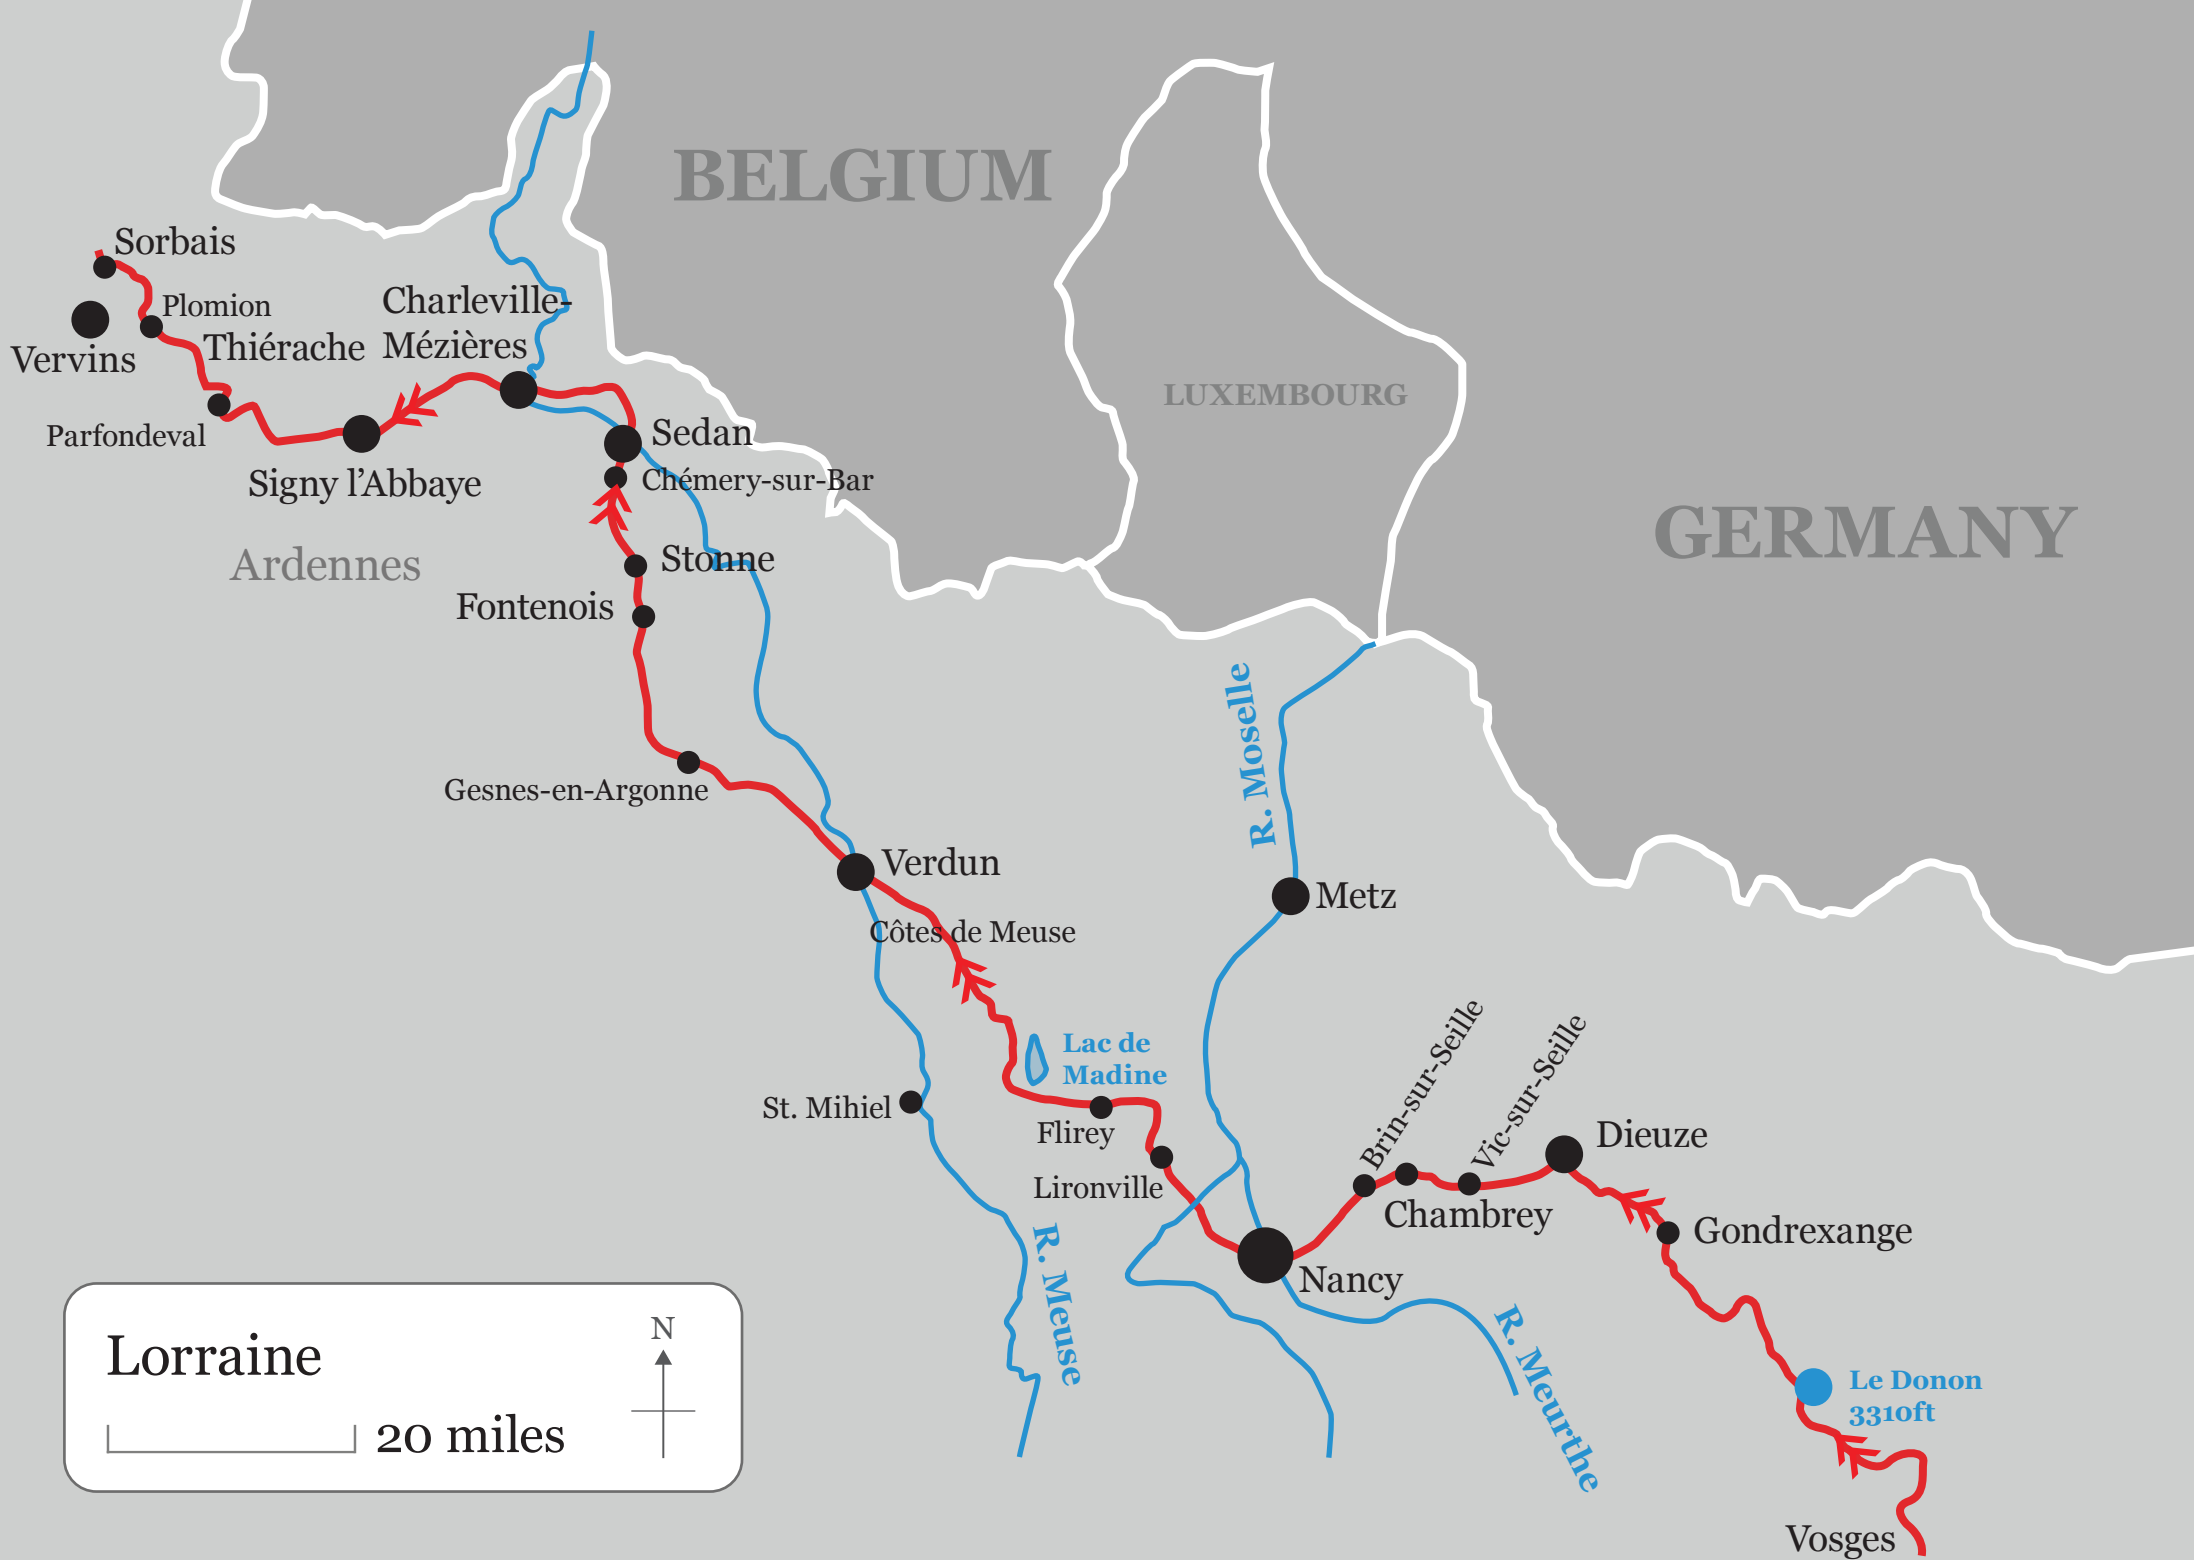 BELGIUM
Sorbais
Plomion
Charleville-
Mézières
Thiérache
Vervins
LUXEMBOURG
Parfondeval
Sedan
Signy l’Abbaye
Chémery-sur-Bar
GERMANY
Ardennes
Stonne
Fontenois
R. Moselle
Gesnes-en-Argonne
Verdun
Metz
Côtes de Meuse
Lac de
Madine
Brin-sur-Seille
Vic-sur-Seille
St. Mihiel
Flirey
Dieuze
Lironville
Chambrey
Gondrexange
Nancy
R. Meuse
R. Meurthe
Le Donon
3310ft
Vosges
Lorraine
N
20 miles